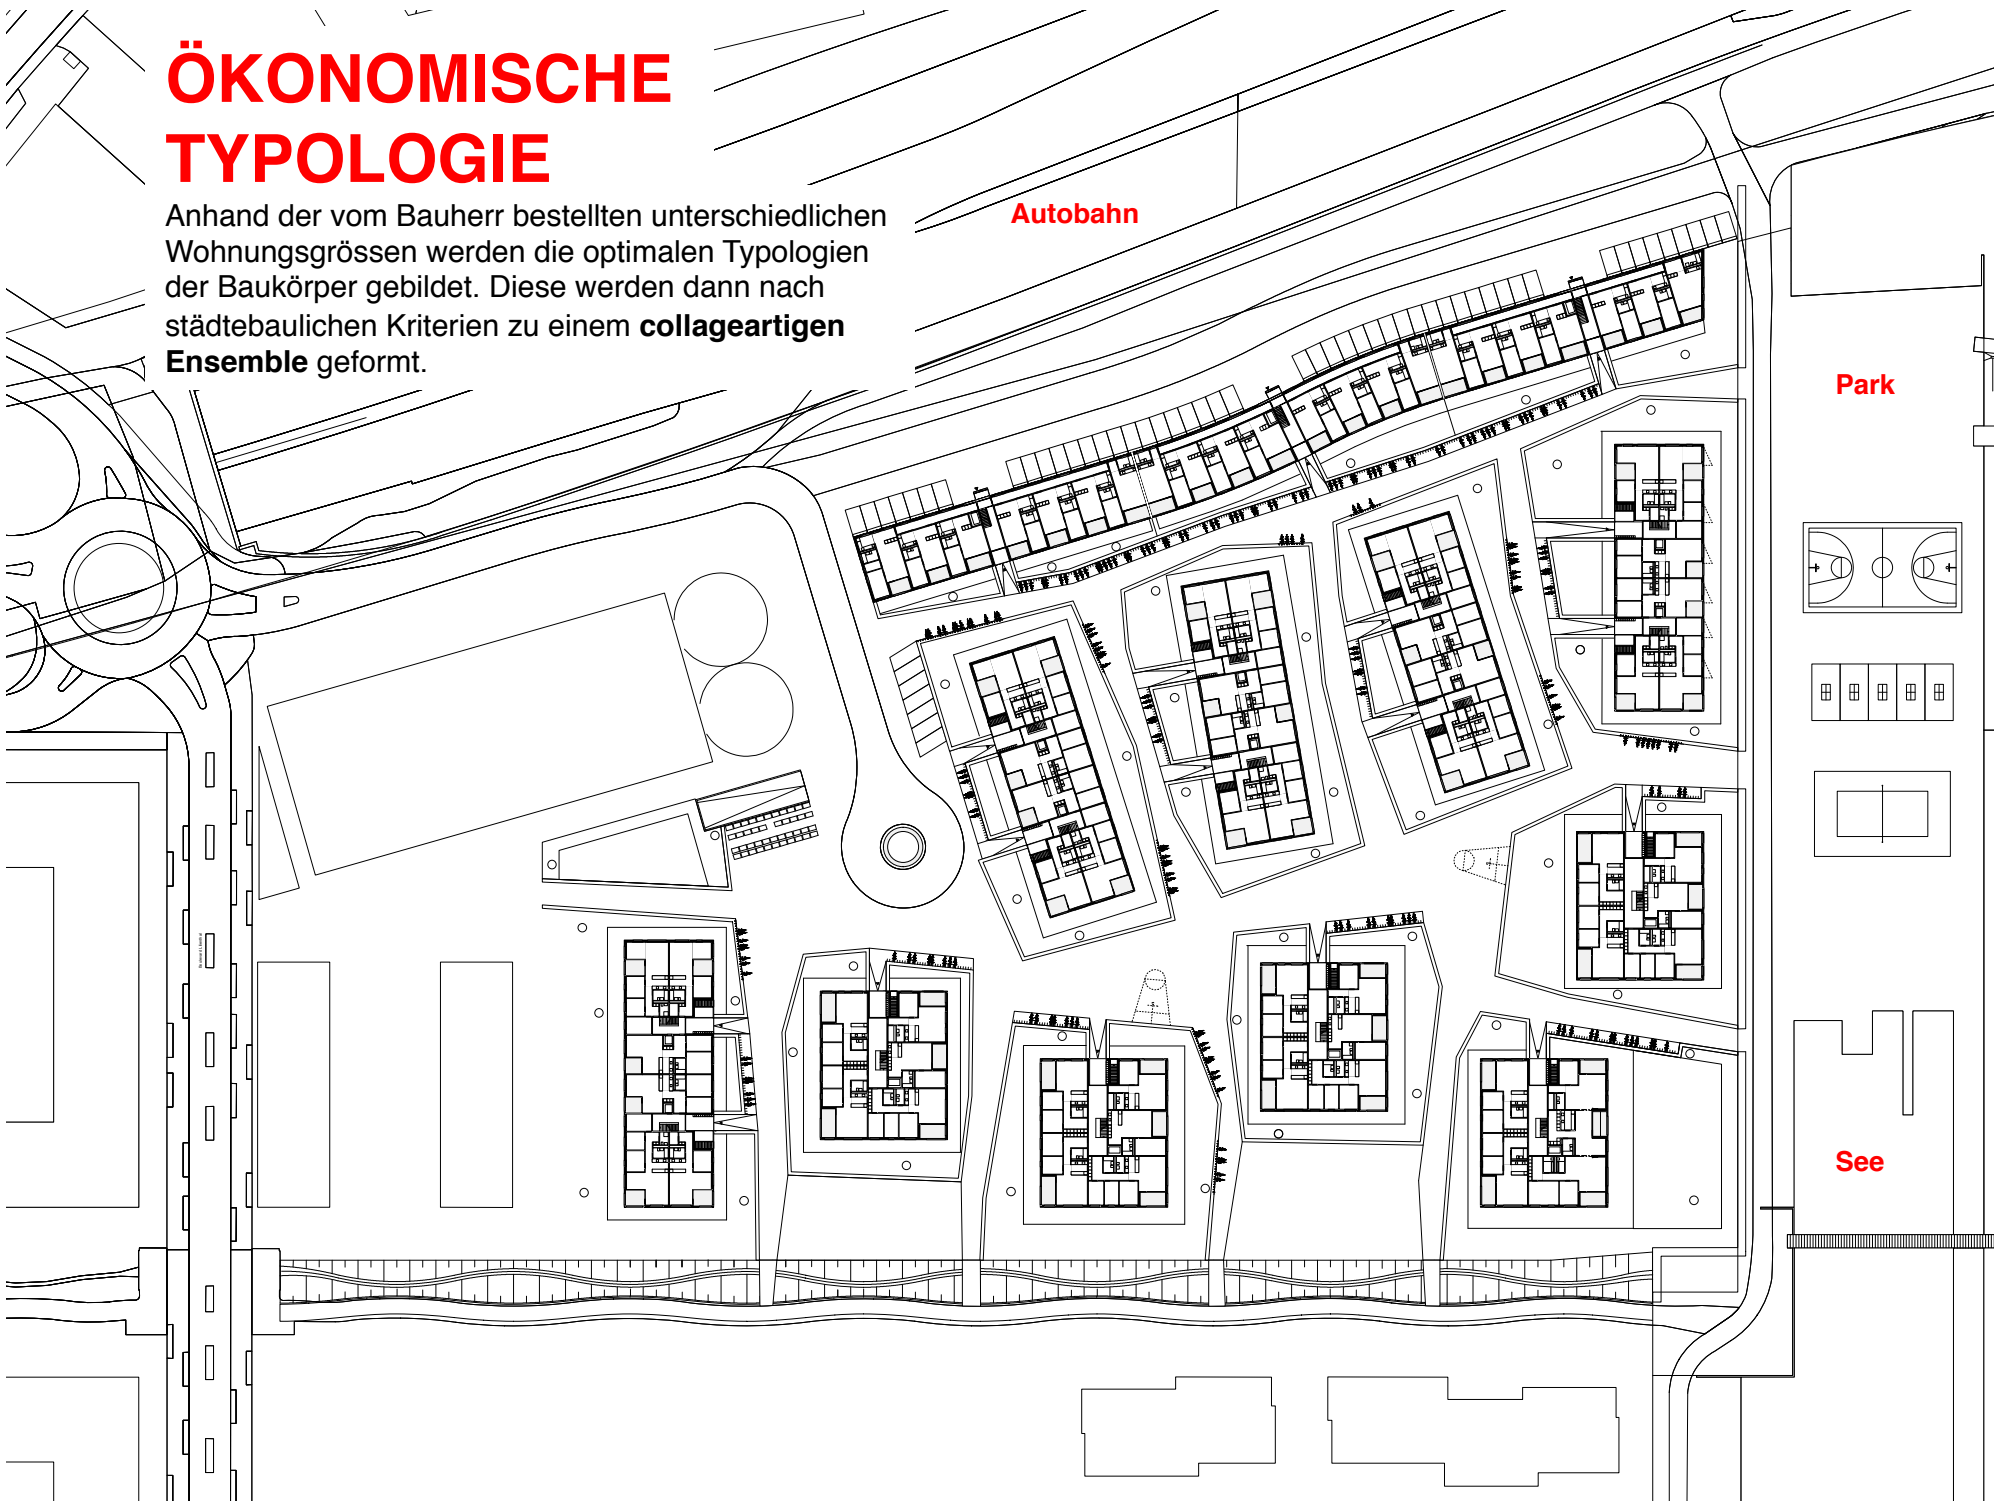 ÖKONOMISCHE
TYPOLOGIE
Anhand der vom Bauherr bestellten unterschiedlichen
Wohnungsgrössen werden die optimalen Typologien
der Baukörper gebildet. Diese werden dann nach
städtebaulichen Kriterien zu einem collageartigen
Ensemble geformt.
Autobahn
Park
See